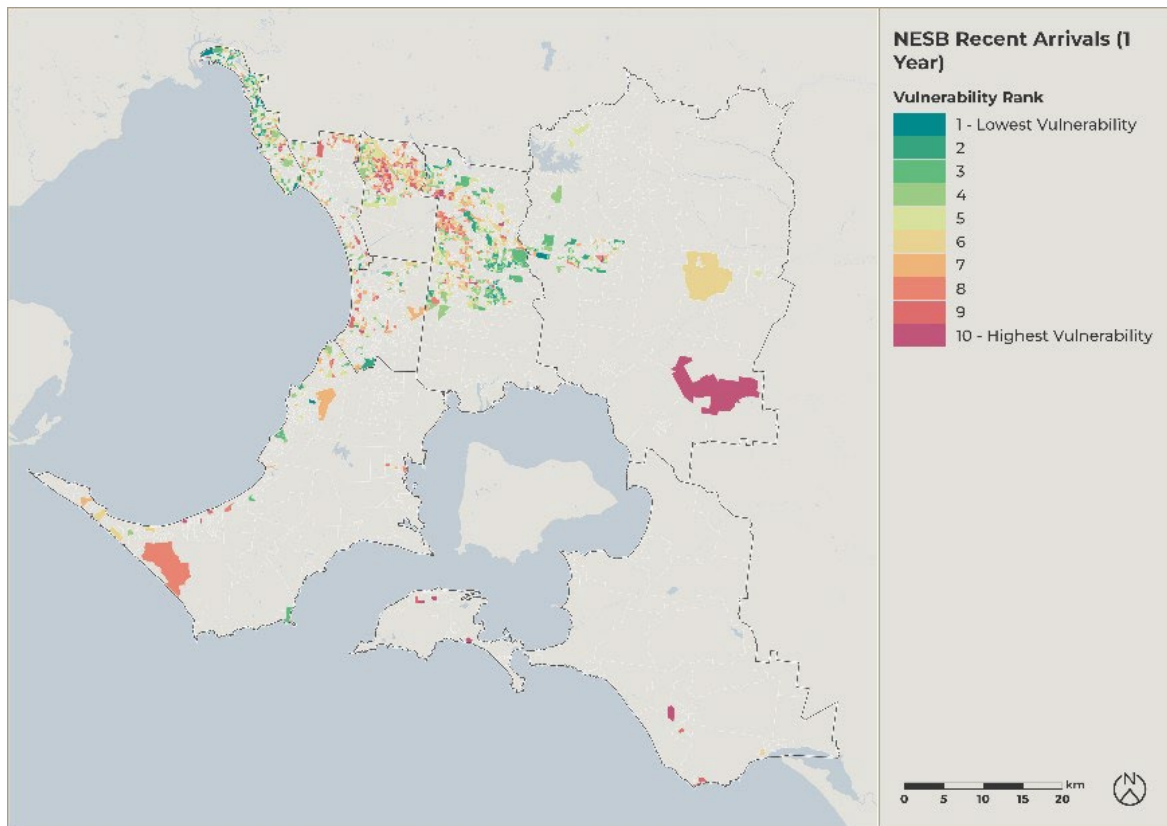 NESB Recent Arrivals (1
Year)
Vulnerability Rank
1 - Lowest Vulnerability
2
3
4
5
6
7
8
9
10 - Highest Vulnerability
km
0 5 10 15 20
N